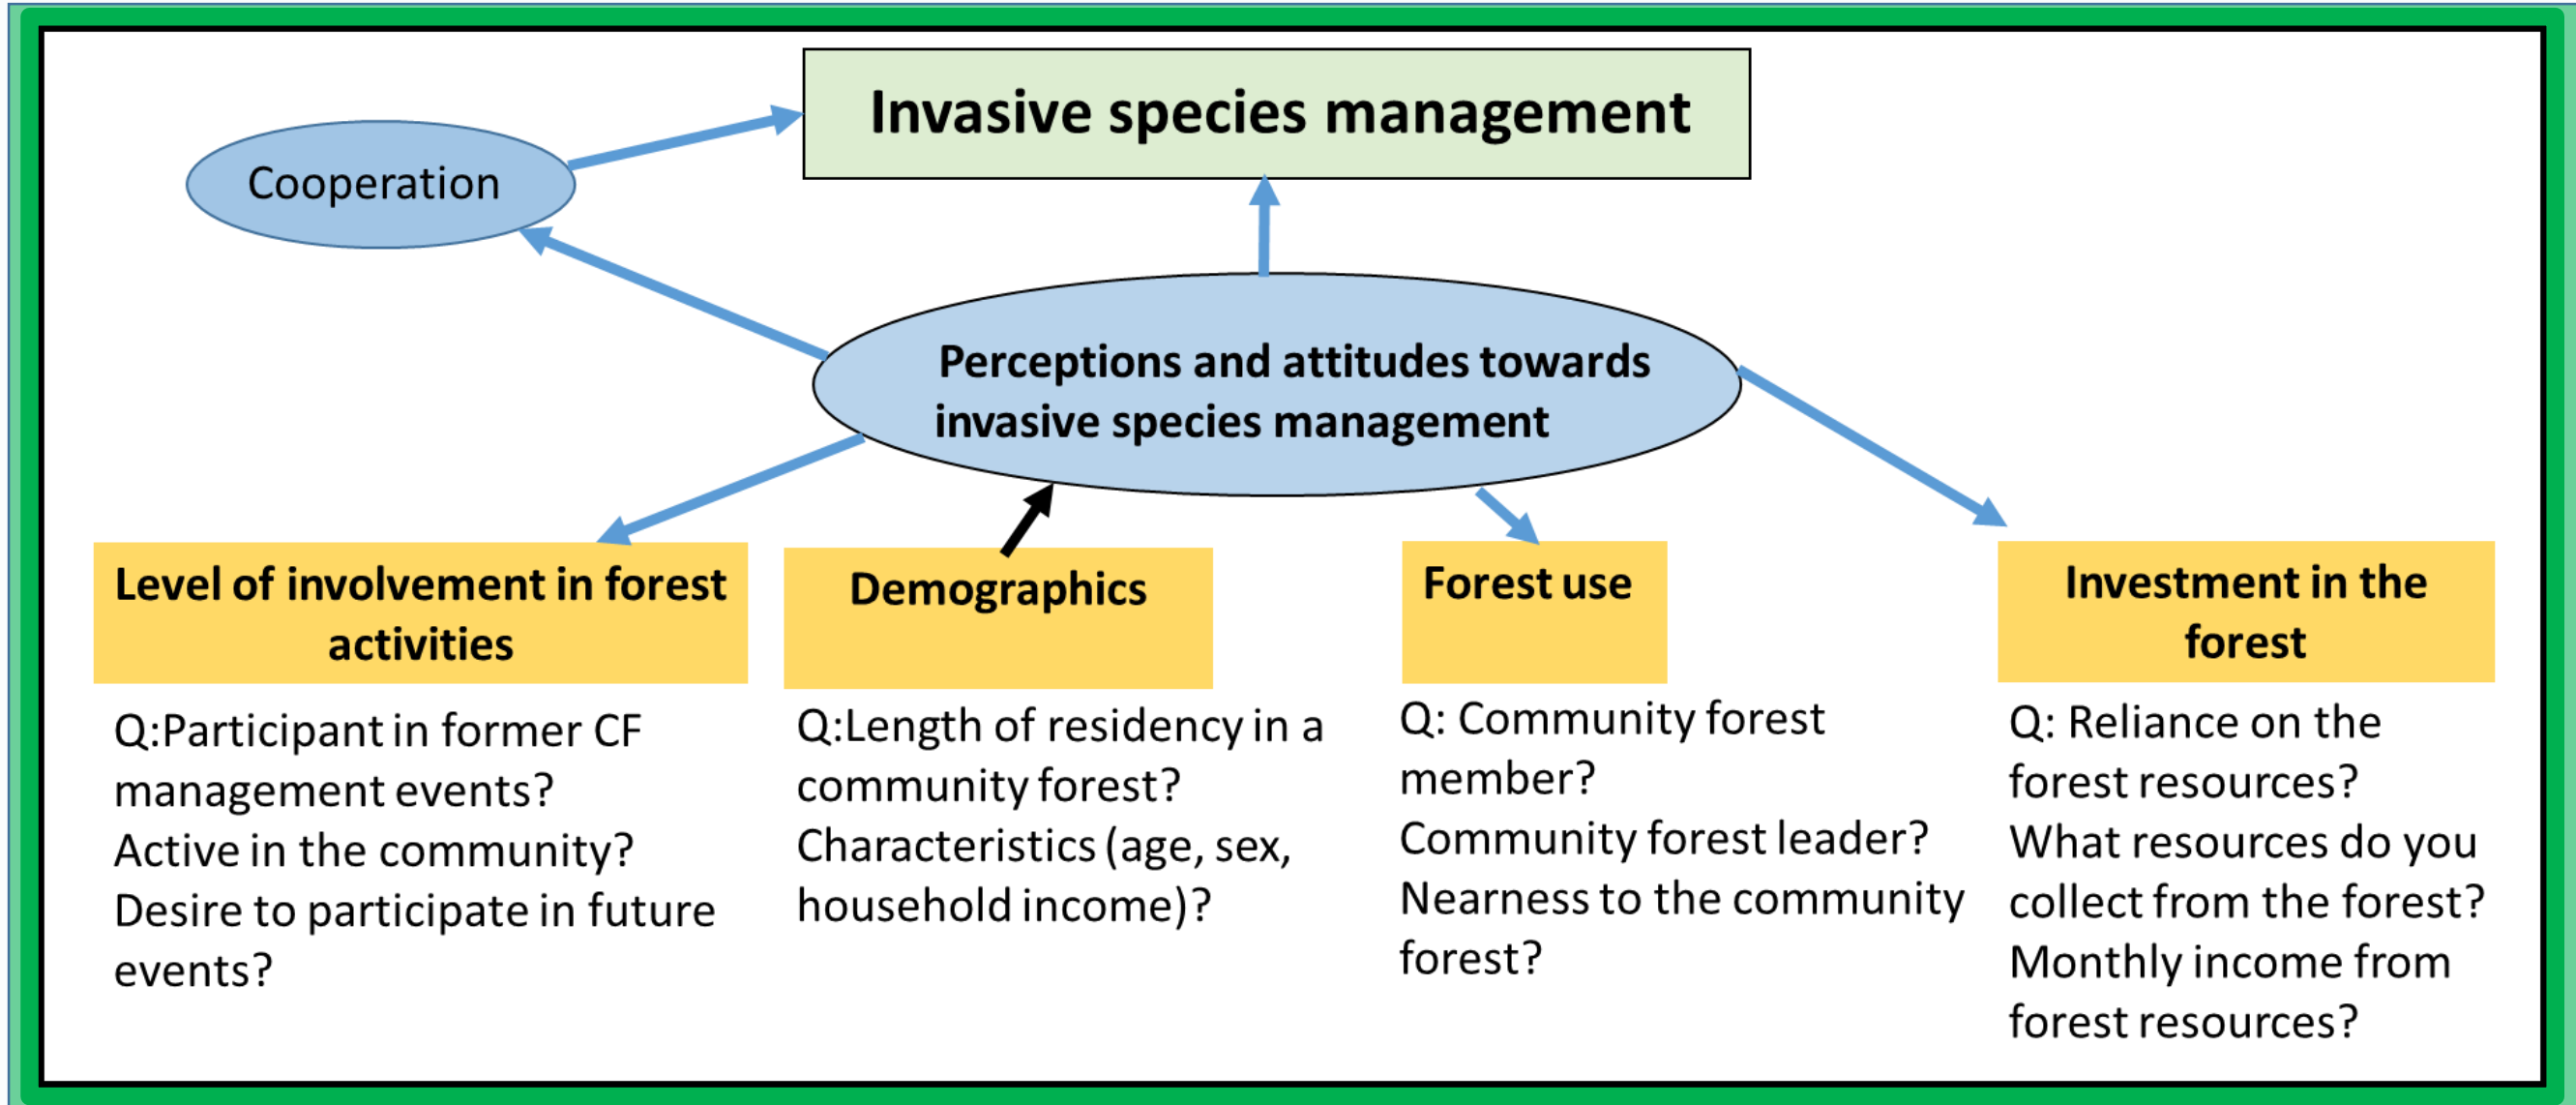 Invasive species management
Cooperation
Perceptions and attitudes towards
invasive species management
Level of involvement in forest
activities
Q:Participant in former CF
management events?
Active in the community?
Desire to participate in future
events?
Demographics
Q:Length of residency in a
community forest?
Characteristics (age, sex,
household income)?
Forest use
Q: Community forest
member?
Community forest leader?
Nearness to the community
forest?
Investment in the
forest
Q: Reliance on the
forest resources?
What resources do you
collect from the forest?
Monthly income from
forest resources?